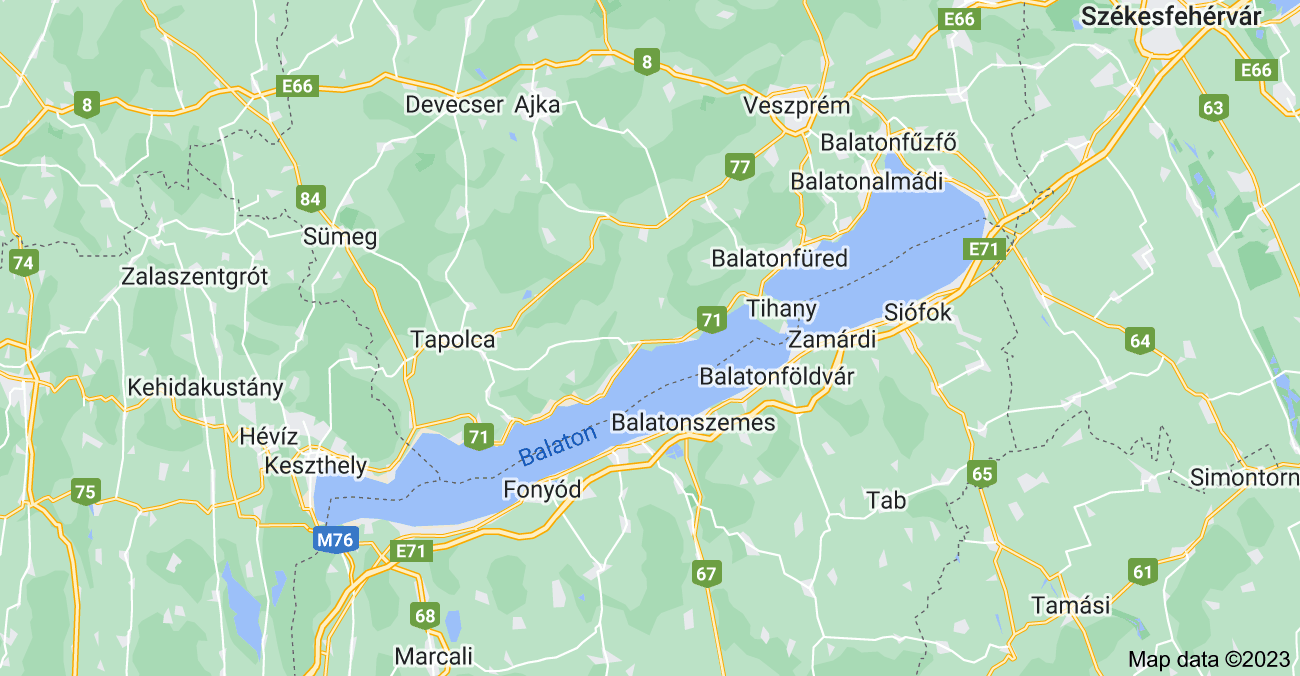 Székesfehérvár
E66
8
E66
E66
8
63
Devecser
Ajka
Veszprém
Balatonfűzfő
77
Balatonalmádi
84
Sümeg
E71
Balatonfüred
74
Zalaszentgrót
Tihany
Siófok
71
Tapolca
Zamárdi
64
Balatonföldvár
Kehidakustány
Balatonszemes
Hévíz
71
Balaton
Keszthely
65
Simontorn
75
Fonyód
Tab
M76
E71
67
61
Tamási
68
Marcali
Map data ©2023